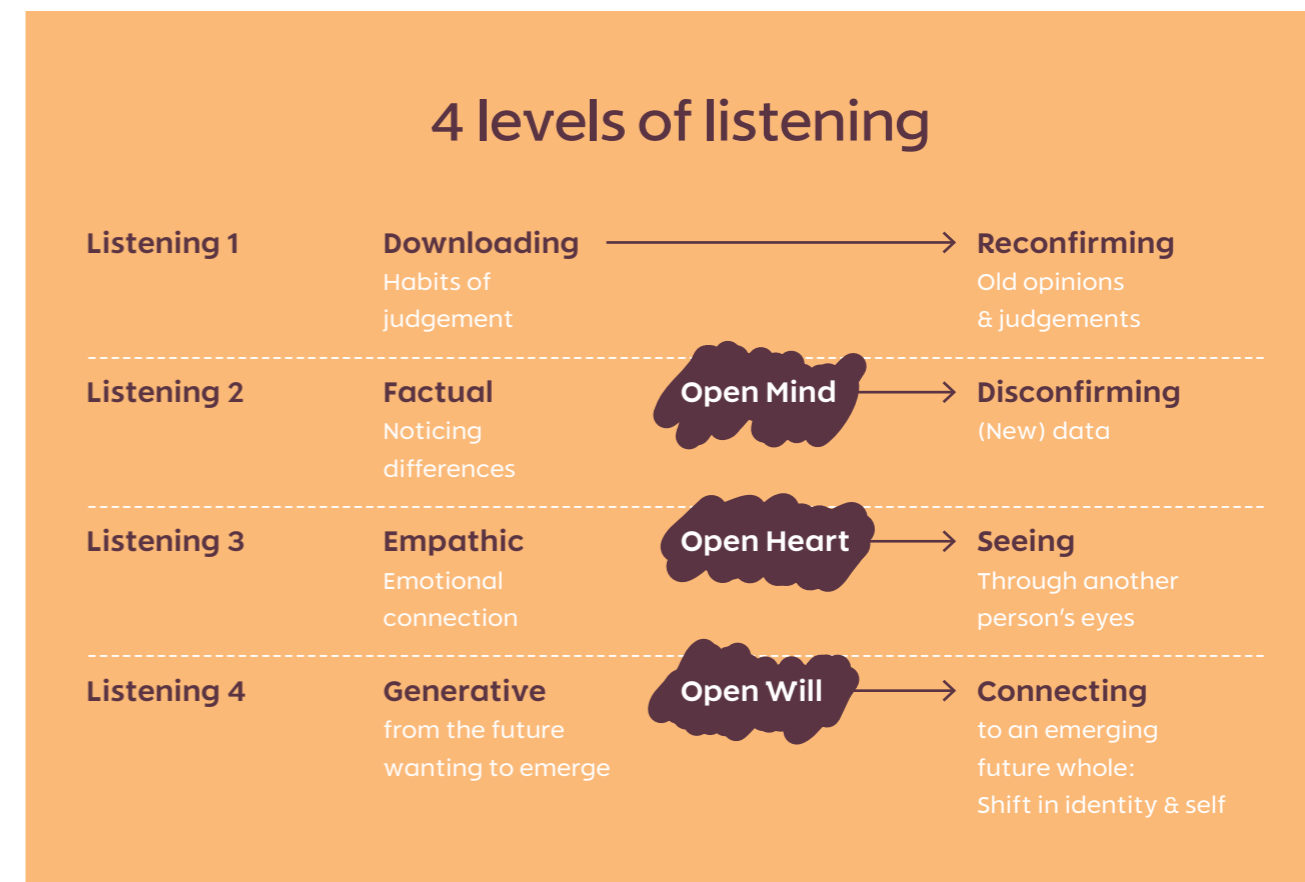 4 levels of listening
Listening 1
Downloading
Habits of
judgement
Reconfirming
Old opinions
& judgements
Listening 2
Factual
Noticing
differences
Open Mind
Disconfirming
(New) data
Listening 3
Empathic
Emotional
connection
Open Heart
Seeing
Through another
person's eyes
Listening 4
Generative
from the future
wanting to emerge
Open Will
Connecting
to an emerging
future whole:
Shift in identity & self